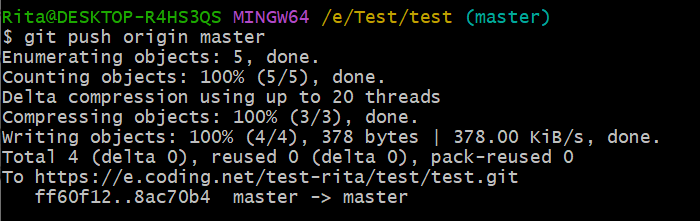 Rita@DESKTOP-R4HS3QS MINGW64 /e/Test/test (master)
$ git push origin master
Enumerating objects: 5, done.
Counting objects: 100% (5/5), done.
Delta compression using up to 20 threads
Compressing objects: 100% (3/3), done.
Writing objects: 100% (4/4), 378 bytes | 378.00 KiB/s, done.
Total 4 (delta 0), reused 0 (delta 0), pack-reused 0
To https://e.coding.net/test-rita/test/test.git
   ff60f12..8ac70b4  master -> master